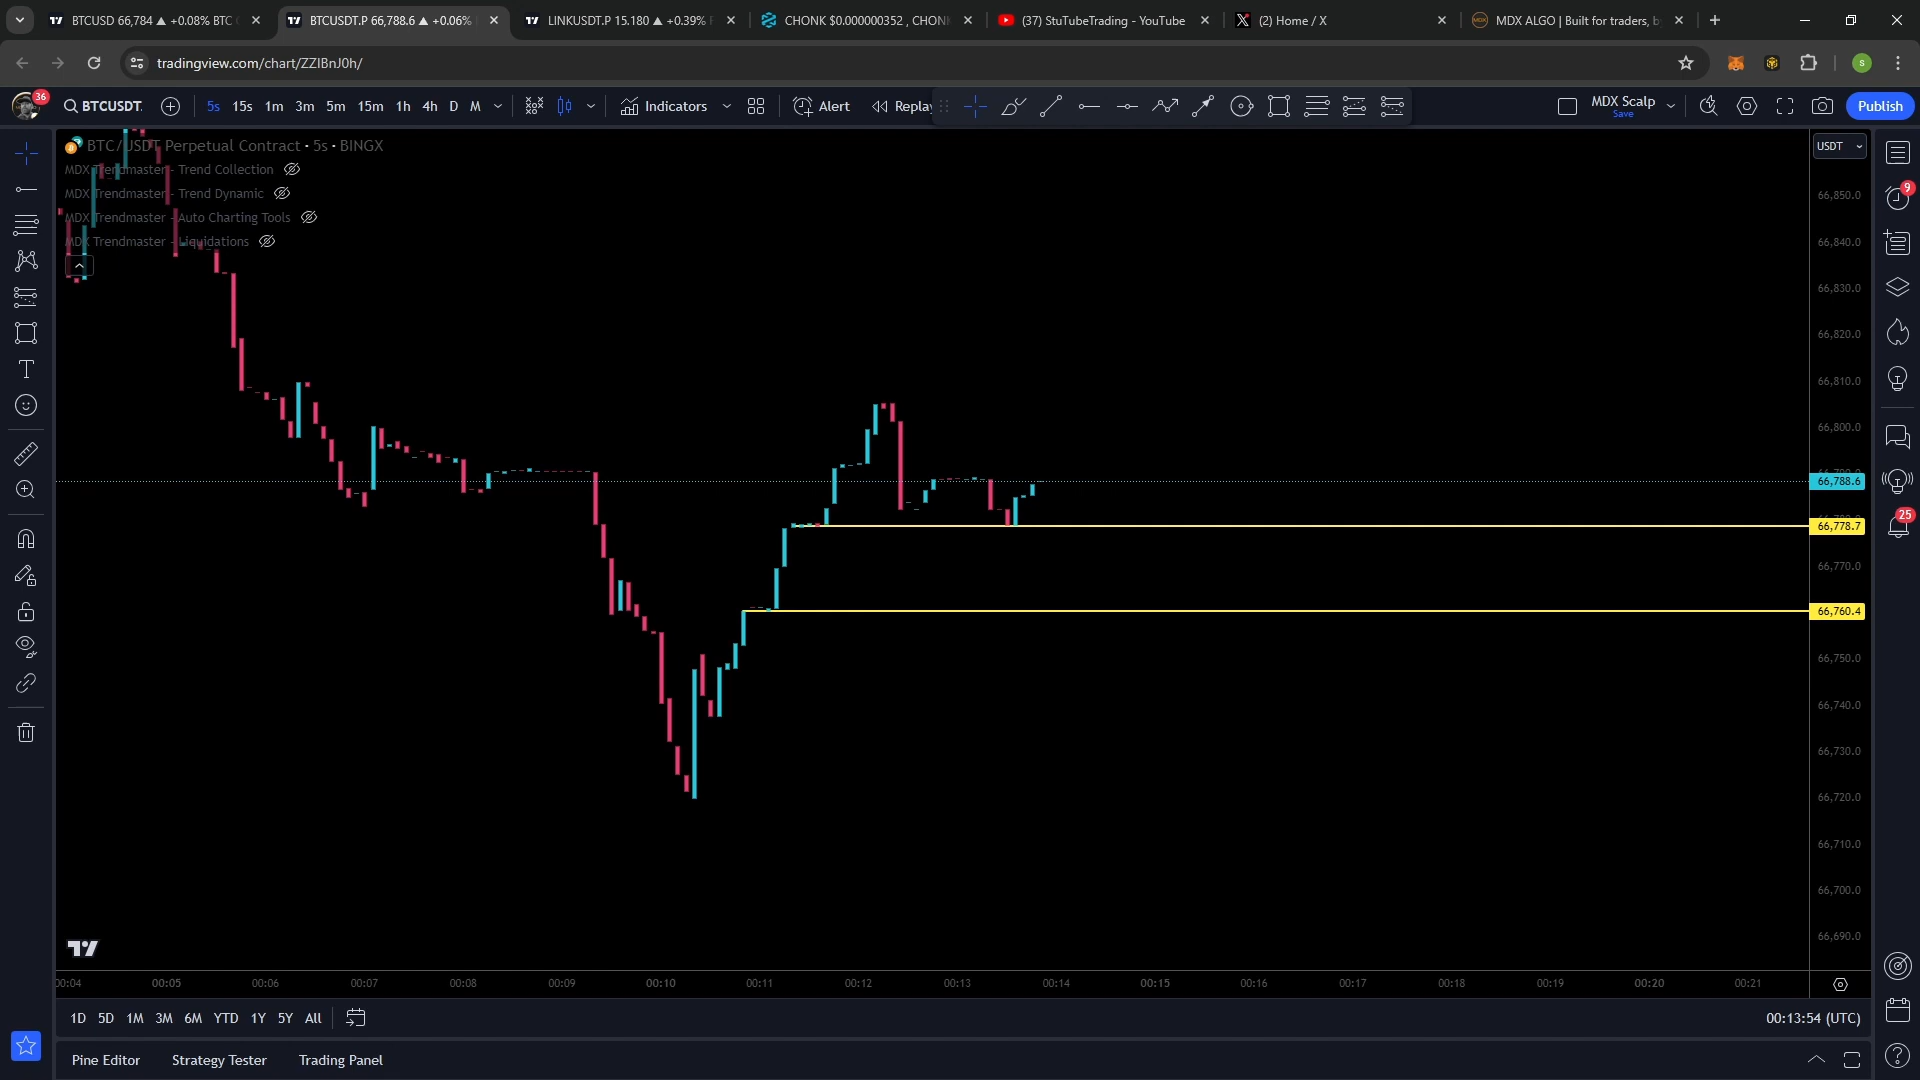 BTCUSD 66,784 ▲ +0.08% BTC
BTCUSDT.P 66,788.6 ▲ +0.06%
LINKUSDT.P 15.180 ▲ +0.39%
CHONK $0.000000352 , CHON
(37) StuTubeTrading - YouTube
(2) Home / X
MDX ALGO | Built for traders, b
tradingview.com/chart/ZZIBnJ0h/
S
36
BTCUSDT.
5s 15s 1m 3m 5m 15m 1h 4h D M
Indicators
Alert
Replay
MDX Scalp
Save
Publish
BTC/USDT Perpetual Contract · 5s · BINGX
MDX Trendmaster - Trend Collection
MDX Trendmaster - Trend Dynamic
MDX Trendmaster - Auto Charting Tools
MDX Trendmaster - Liquidations
USDT
66,850.0
66,840.0
66,830.0
66,820.0
66,810.0
66,800.0
66,788.6
66,778.7
66,770.0
66,760.4
66,750.0
66,740.0
66,730.0
66,720.0
66,710.0
66,700.0
66,690.0
9
25
00:04 00:05 00:06 00:07 00:08 00:09 00:10 00:11 00:12 00:13 00:14 00:15 00:16 00:17 00:18 00:19 00:20 00:21
1D 5D 1M 3M 6M YTD 1Y 5Y All
00:13:54 (UTC)
Pine Editor Strategy Tester Trading Panel